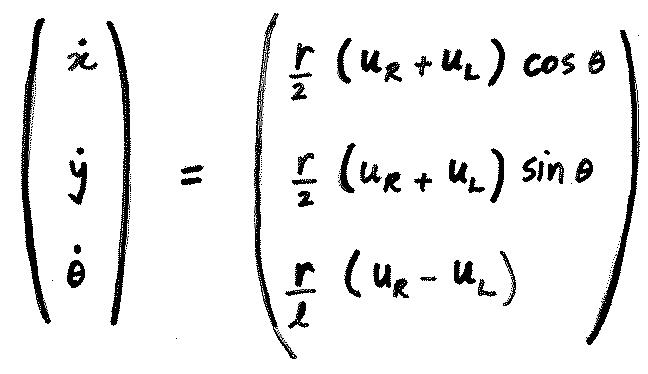 ẋ = r/2 (u_R + u_L) cos θ
ẏ = r/2 (u_R + u_L) sin θ
θ̇ = r/l (u_R - u_L)